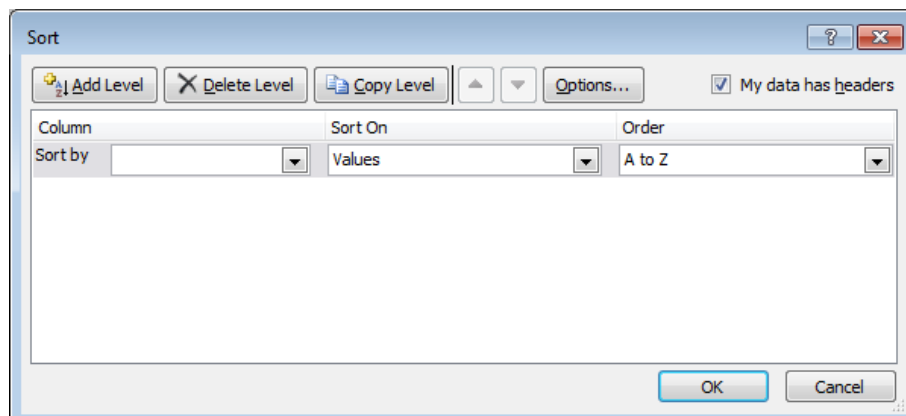 Sort
Add Level Delete Level Copy Level Options... My data has headers
Column Sort On Order
Sort by Values A to Z
OK Cancel